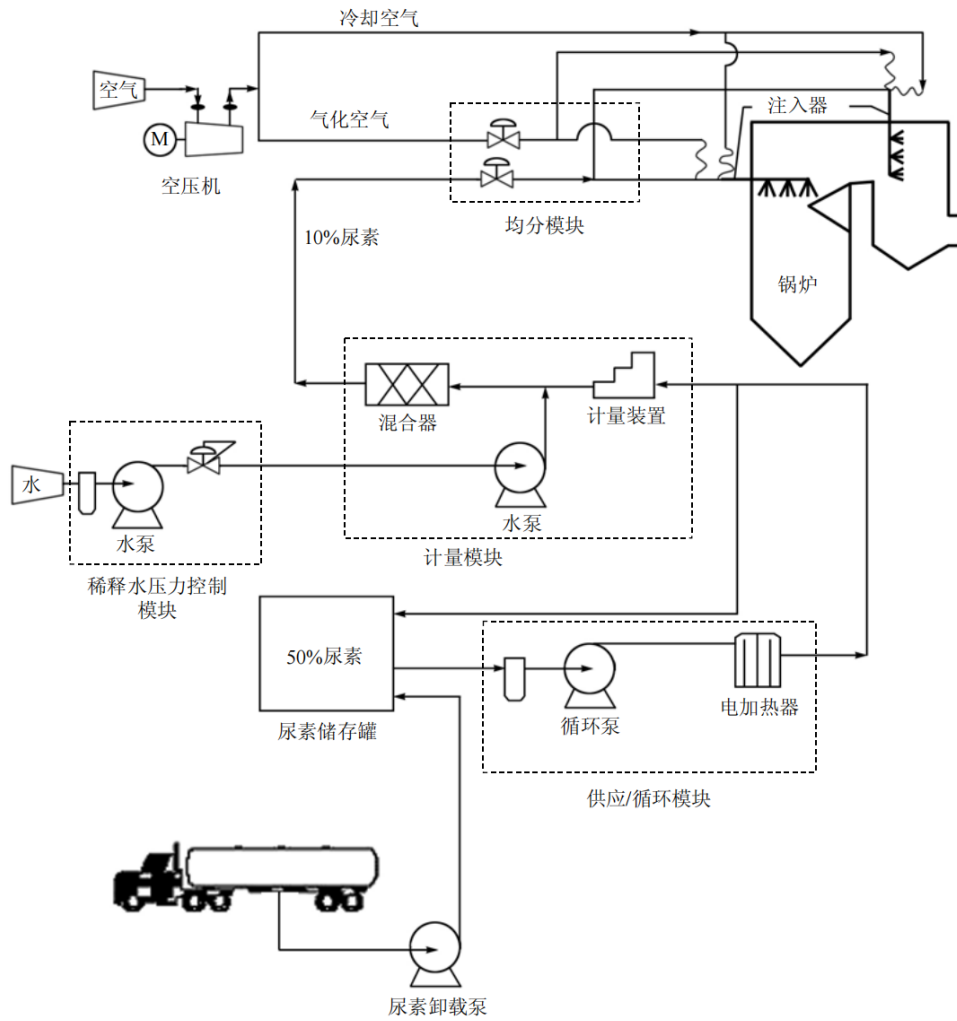 冷却空气
空气
注入器
M
气化空气
空压机
均分模块
10%尿素
锅炉
混合器
计量装置
水
水泵
水泵
计量模块
稀释水压力控制
模块
50%尿素
尿素储存罐
循环泵
电加热器
供应/循环模块
尿素卸载泵